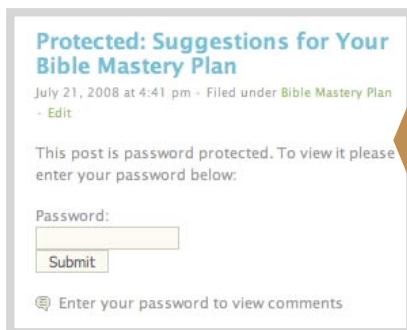 Protected: Suggestions for Your
Bible Mastery Plan
July 21, 2008 at 4:41 pm · Filed under Bible Mastery Plan
· Edit
This post is password protected. To view it please
enter your password below:
Password:
Submit
Enter your password to view comments